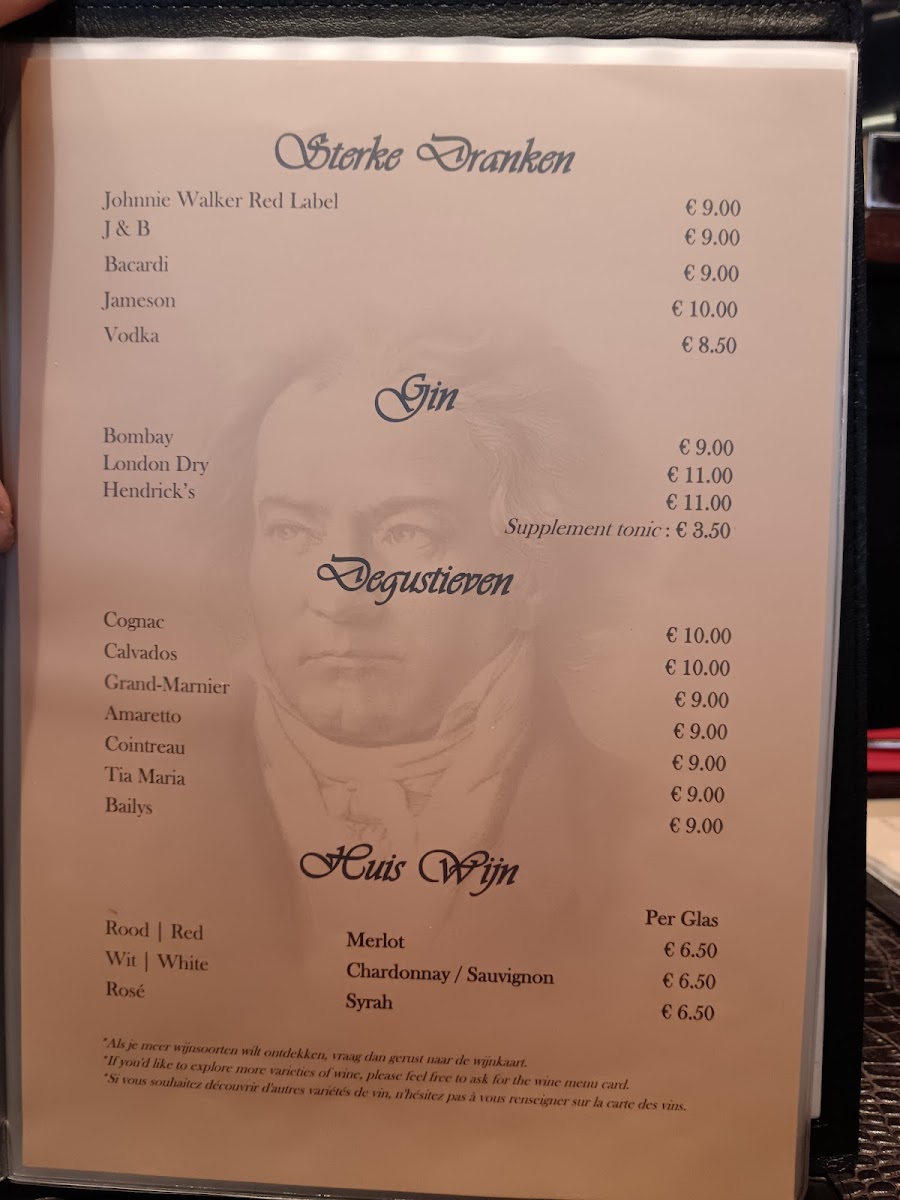 Sterke Dranken
Johnnie Walker Red Label € 9.00
J & B € 9.00
Bacardi € 9.00
Jameson € 10.00
Vodka € 8.50
Gin
Bombay € 9.00
London Dry € 11.00
Hendrick's € 11.00
Supplement tonic : € 3.50
Degustieven
Cognac € 10.00
Calvados € 10.00
Grand-Marnier € 9.00
Amaretto € 9.00
Cointreau € 9.00
Tia Maria € 9.00
Bailys € 9.00
Huis Wijn
Per Glas
Rood | Red Merlot € 6.50
Wit | White Chardonnay / Sauvignon € 6.50
Rosé Syrah € 6.50
*Als je meer wijnsoorten wilt ontdekken, vraag dan gerust naar de wijnkaart.
*If you'd like to explore more varieties of wine, please feel free to ask for the wine menu card.
*Si vous souhaitez découvrir d'autres variétés de vin, n'hésitez pas à vous renseigner sur la carte des vins.